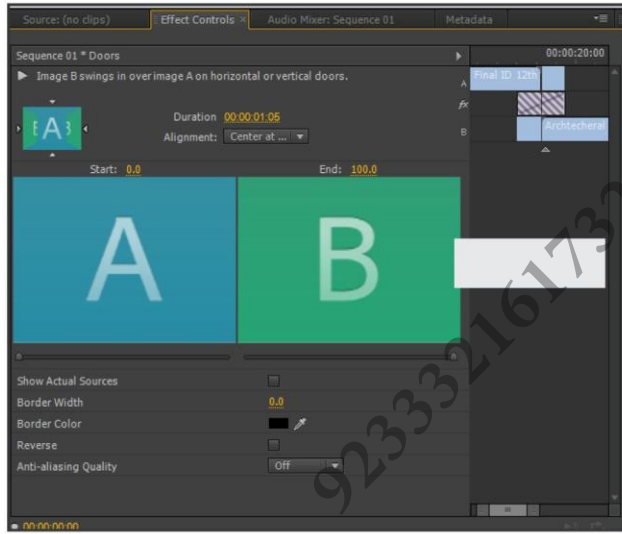 Source: (no clips) Effect Controls × Audio Mixer: Sequence 01 Metadata
Sequence 01 * Doors 00:00:20:00
Image B swings in over image A on horizontal or vertical doors.
A Final ID 12th
fx
Duration 00:00:01:05
Alignment: Center at ...
B Archtecheral
A
Start: 0.0 End: 100.0
A B
Show Actual Sources
Border Width 0.0
Border Color
Reverse
Anti-aliasing Quality Off
00:00:00:00
923332161732